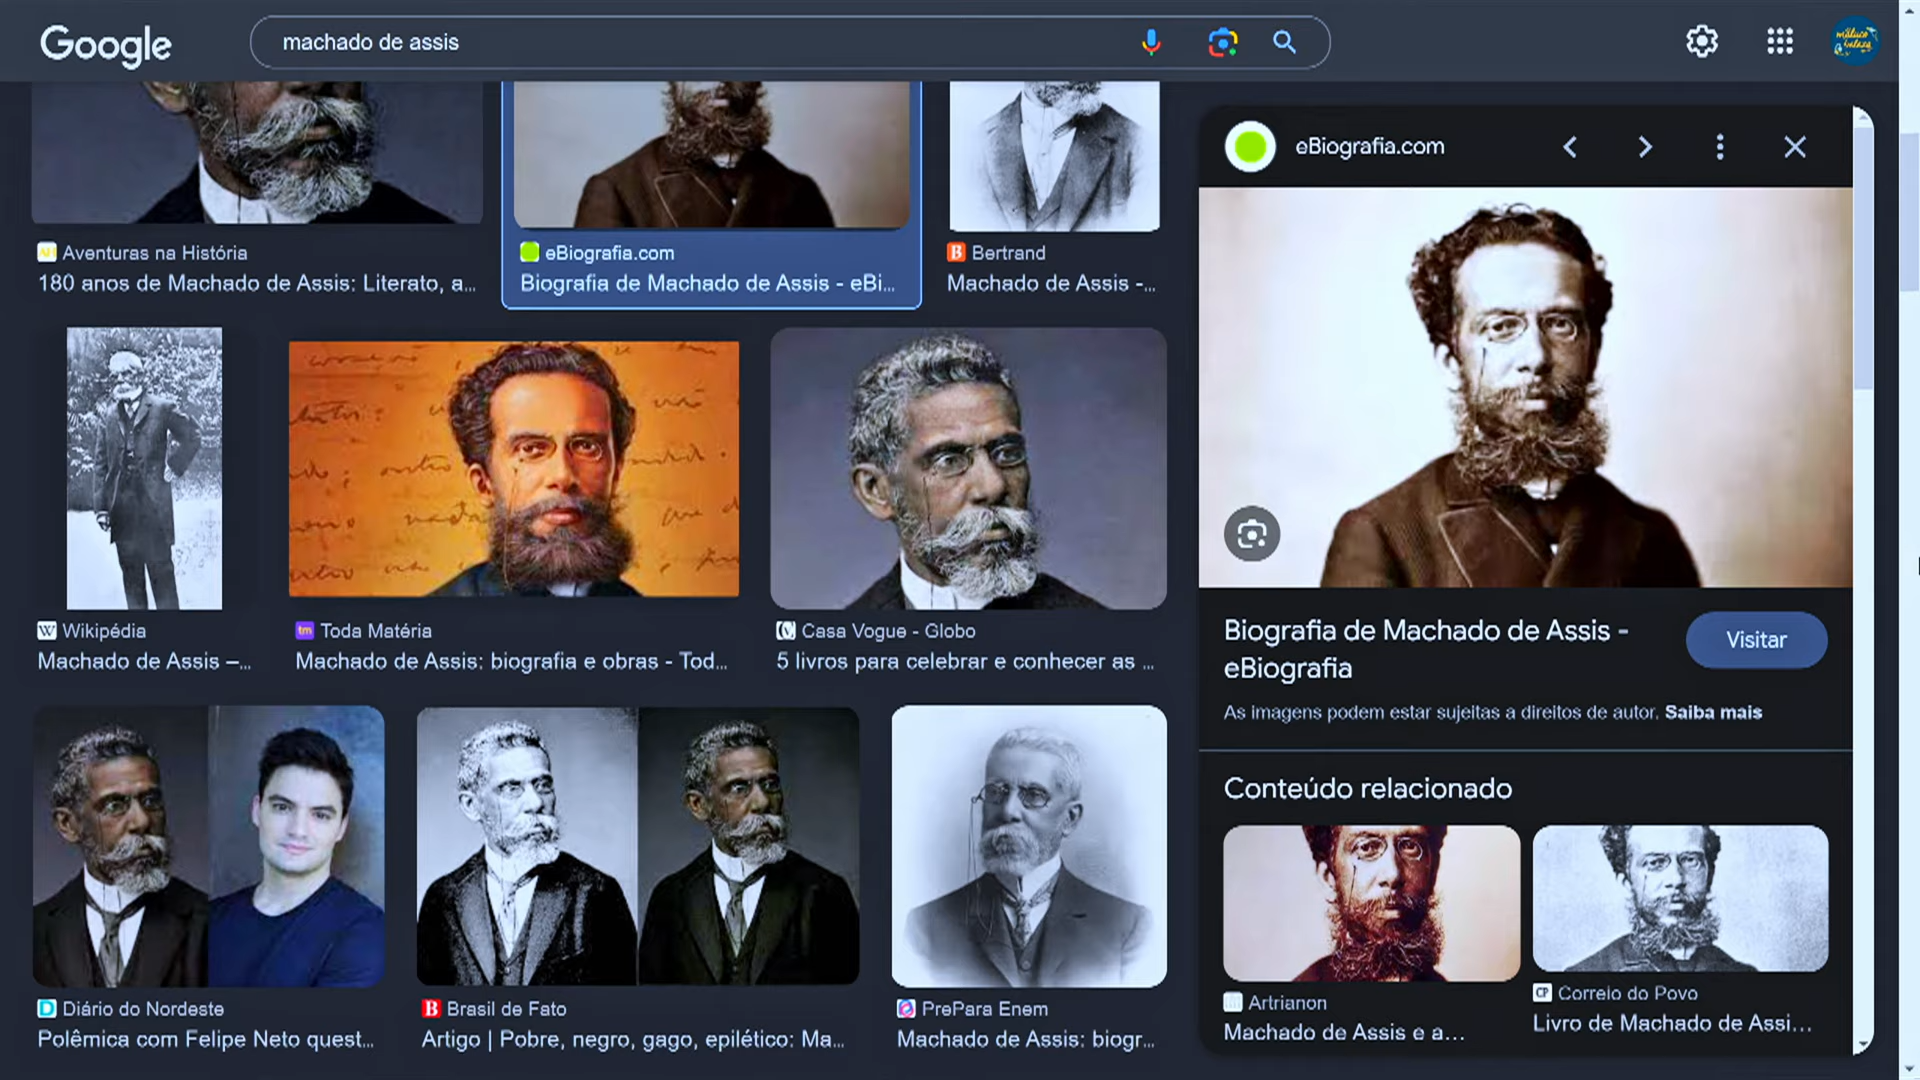 Google
machado de assis
Aventuras na História
180 anos de Machado de Assis: Literato, a...
eBiografia.com
Biografia de Machado de Assis - eBi...
Bertrand
Machado de Assis -...
Wikipédia
Machado de Assis –...
Toda Matéria
Machado de Assis: biografia e obras - Tod...
Casa Vogue - Globo
5 livros para celebrar e conhecer as ...
Diário do Nordeste
Polêmica com Felipe Neto quest...
Brasil de Fato
Artigo | Pobre, negro, gago, epilético: Ma...
PrePara Enem
Machado de Assis: biogr...
eBiografia.com
Biografia de Machado de Assis -
eBiografia
Visitar
As imagens podem estar sujeitas a direitos de autor. Saiba mais
Conteúdo relacionado
Artrianon
Machado de Assis e a...
Correio do Povo
Livro de Machado de Assi...